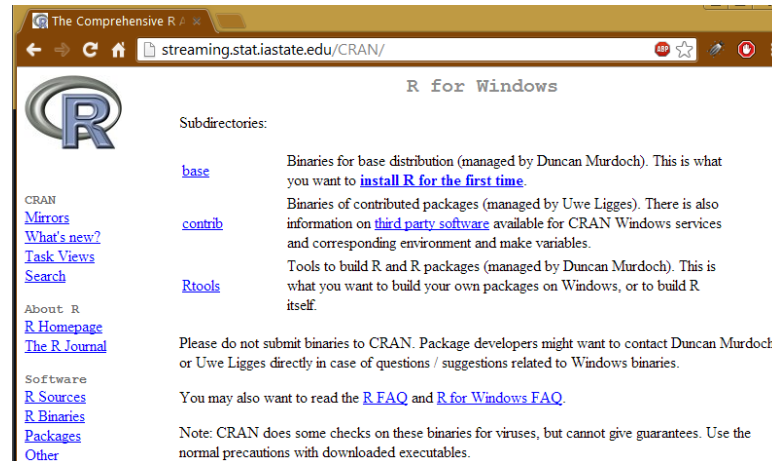 The Comprehensive R A
streaming.stat.iastate.edu/CRAN/
ABP
R
CRAN
Mirrors
What's new?
Task Views
Search
About R
R Homepage
The R Journal
Software
R Sources
R Binaries
Packages
Other
R for Windows
Subdirectories:
base
Binaries for base distribution (managed by Duncan Murdoch). This is what
you want to install R for the first time.
contrib
Binaries of contributed packages (managed by Uwe Ligges). There is also
information on third party software available for CRAN Windows services
and corresponding environment and make variables.
Rtools
Tools to build R and R packages (managed by Duncan Murdoch). This is
what you want to build your own packages on Windows, or to build R
itself.
Please do not submit binaries to CRAN. Package developers might want to contact Duncan Murdoch
or Uwe Ligges directly in case of questions / suggestions related to Windows binaries.
You may also want to read the R FAQ and R for Windows FAQ.
Note: CRAN does some checks on these binaries for viruses, but cannot give guarantees. Use the
normal precautions with downloaded executables.